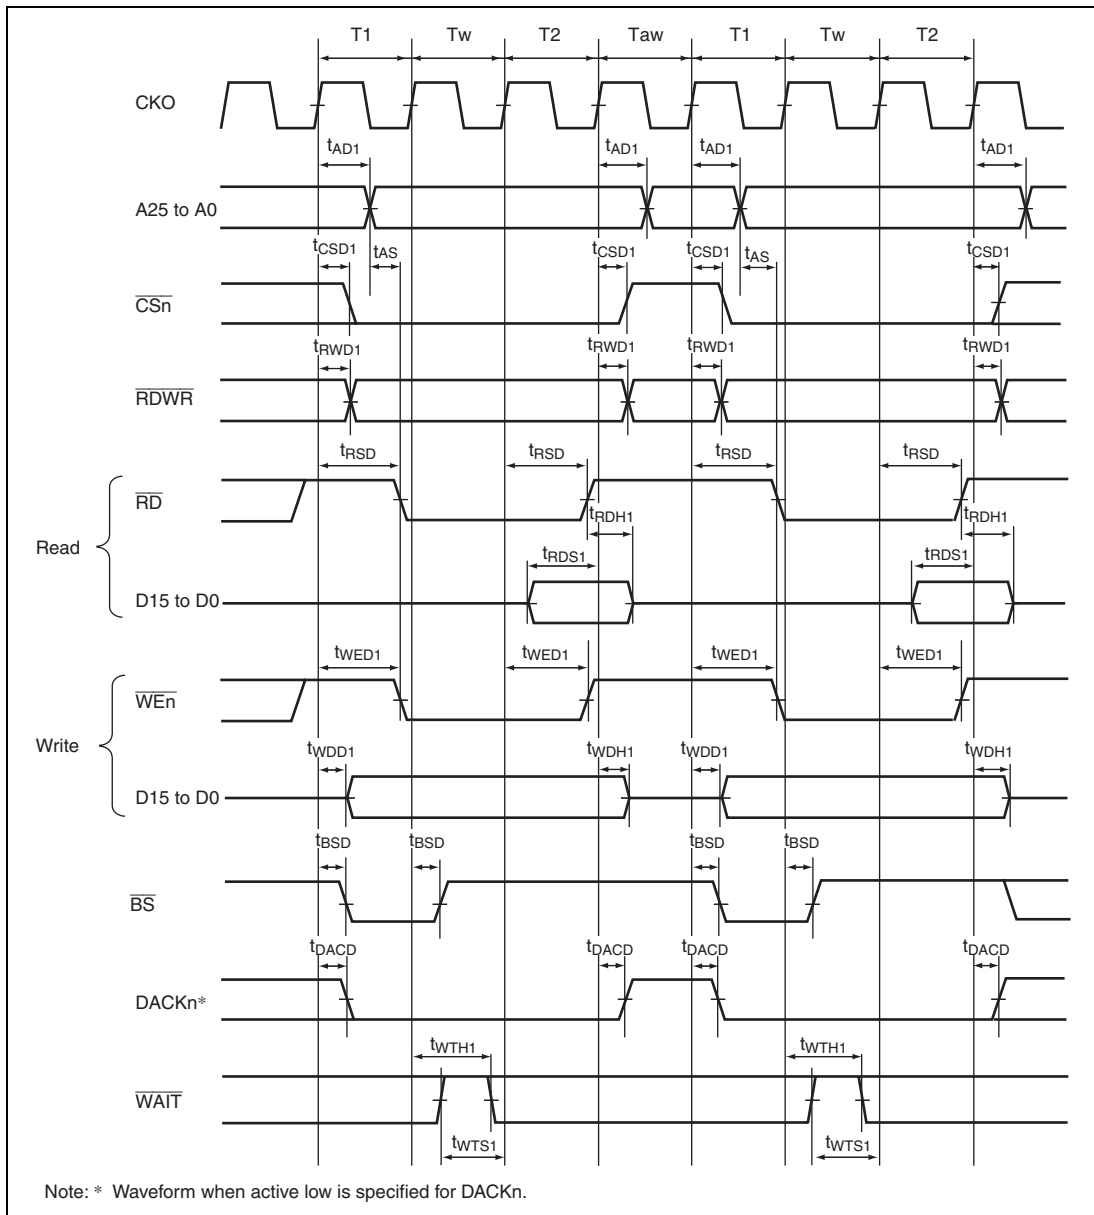 T1 Tw T2 Taw T1 Tw T2
CKO
tAD1 tAD1 tAD1 tAD1
A25 to A0
tCSD1 tAS tCSD1 tCSD1 tAS tCSD1
CSn
tRWD1 tRWD1 tRWD1 tRWD1
RDWR
tRSD tRSD tRSD tRSD
RD
tRDH1 tRDH1
Read
tRDS1 tRDS1
D15 to D0
tWED1 tWED1 tWED1 tWED1
WEn
Write
tWDD1 tWDH1 tWDD1 tWDH1
D15 to D0
tBSD tBSD tBSD tBSD
BS
tDACD tDACD tDACD tDACD
DACKn*
tWTH1 tWTH1
WAIT
tWTS1 tWTS1
Note: * Waveform when active low is specified for DACKn.